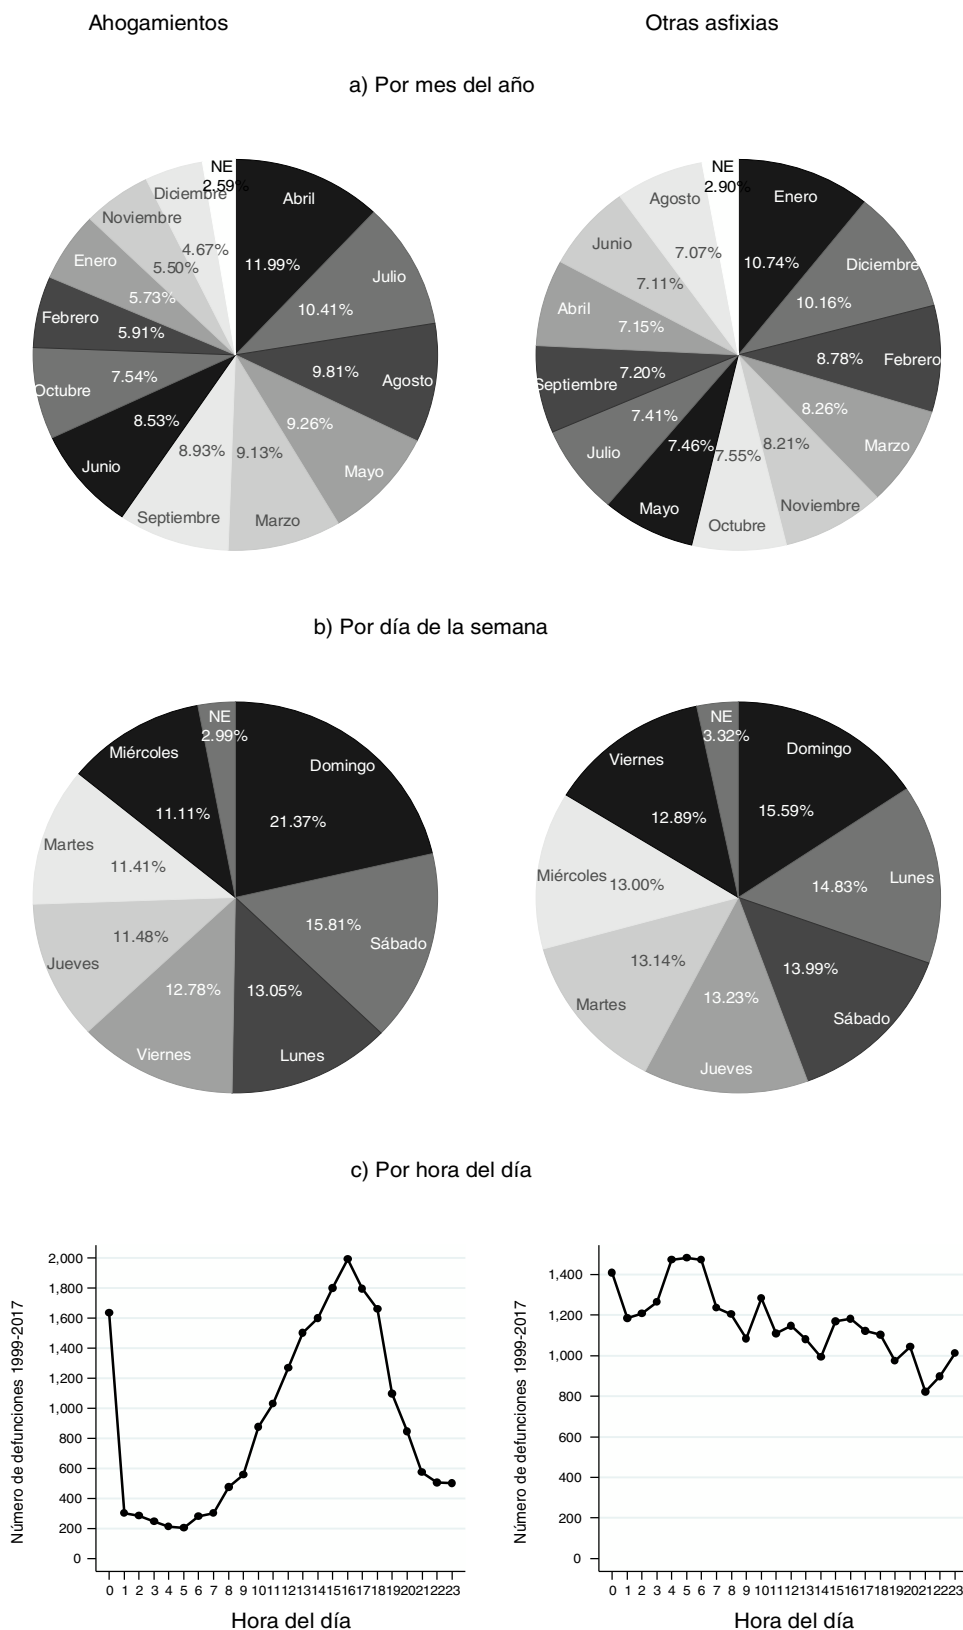 Ahogamientos
Otras asfixias
a) Por mes del año
NE
2.59%
Abril
11.99%
Julio
10.41%
Agosto
9.81%
Mayo
9.26%
Marzo
9.13%
Septiembre
8.93%
Junio
8.53%
Octubre
7.54%
Febrero
5.91%
Enero
5.73%
Noviembre
5.50%
Diciembre
4.67%
NE
2.90%
Enero
10.74%
Diciembre
10.16%
Febrero
8.78%
Marzo
8.26%
Noviembre
8.21%
Octubre
7.55%
Mayo
7.46%
Julio
7.41%
Septiembre
7.20%
Abril
7.15%
Junio
7.11%
Agosto
7.07%
b) Por día de la semana
NE
2.99%
Domingo
21.37%
Sábado
15.81%
Lunes
13.05%
Viernes
12.78%
Jueves
11.48%
Martes
11.41%
Miércoles
11.11%
NE
3.32%
Domingo
15.59%
Lunes
14.83%
Sábado
13.99%
Jueves
13.23%
Martes
13.14%
Miércoles
13.00%
Viernes
12.89%
c) Por hora del día
Número de defunciones 1999-2017
2,000
1,800
1,600
1,400
1,200
1,000
800
600
400
200
0
0 1 2 3 4 5 6 7 8 9 10 11 12 13 14 15 16 17 18 19 20 21 22 23
Hora del día
Número de defunciones 1999-2017
1,400
1,200
1,000
800
600
400
200
0
0 1 2 3 4 5 6 7 8 9 10 11 12 13 14 15 16 17 18 19 20 21 22 23
Hora del día